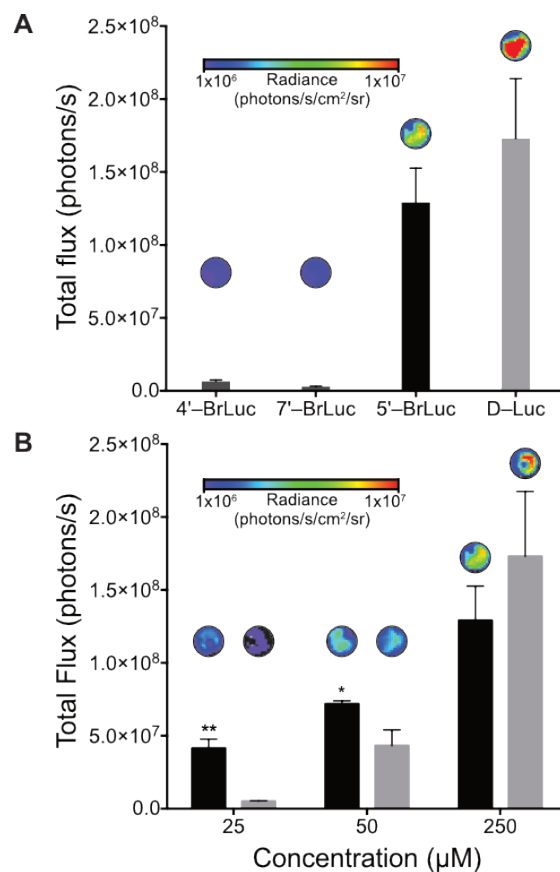 A
Total flux (photons/s)
2.5×10⁸
2.0×10⁸
1.5×10⁸
1.0×10⁸
5.0×10⁷
0.0
1x10⁶ Radiance 1x10⁷
(photons/s/cm²/sr)
4'–BrLuc 7'–BrLuc 5'–BrLuc D–Luc
B
Total Flux (photons/s)
2.5×10⁸
2.0×10⁸
1.5×10⁸
1.0×10⁸
5.0×10⁷
0.0
1x10⁶ Radiance 1x10⁷
(photons/s/cm²/sr)
** *
25 50 250
Concentration (µM)